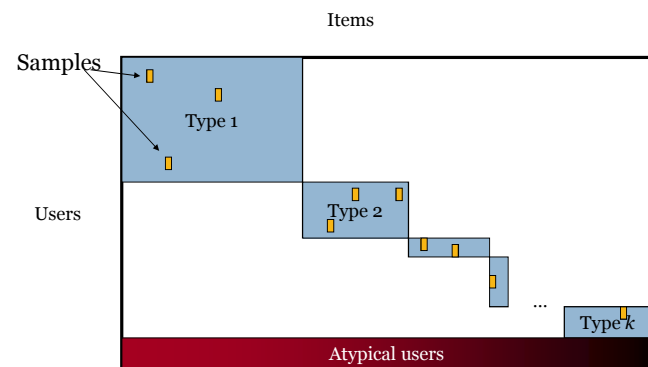 Items
Samples
Type 1
Users
Type 2
...
Type k
Atypical users